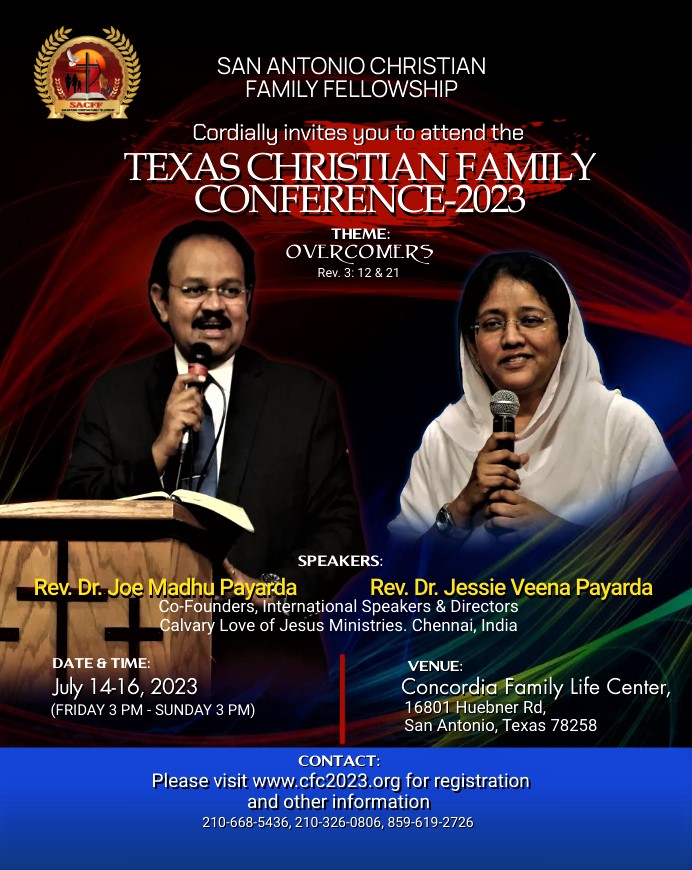 SACFF
SAN ANTONIO CHRISTIAN
FAMILY FELLOWSHIP
Cordially invites you to attend the
TEXAS CHRISTIAN FAMILY
CONFERENCE-2023
THEME:
OVERCOMERS
Rev. 3: 12 & 21
SPEAKERS:
Rev. Dr. Joe Madhu Payarda
Rev. Dr. Jessie Veena Payarda
Co-Founders, International Speakers & Directors
Calvary Love of Jesus Ministries. Chennai, India
DATE & TIME:
July 14-16, 2023
(FRIDAY 3 PM - SUNDAY 3 PM)
VENUE:
Concordia Family Life Center,
16801 Huebner Rd,
San Antonio, Texas 78258
CONTACT:
Please visit www.cfc2023.org for registration
and other information
210-668-5436, 210-326-0806, 859-619-2726